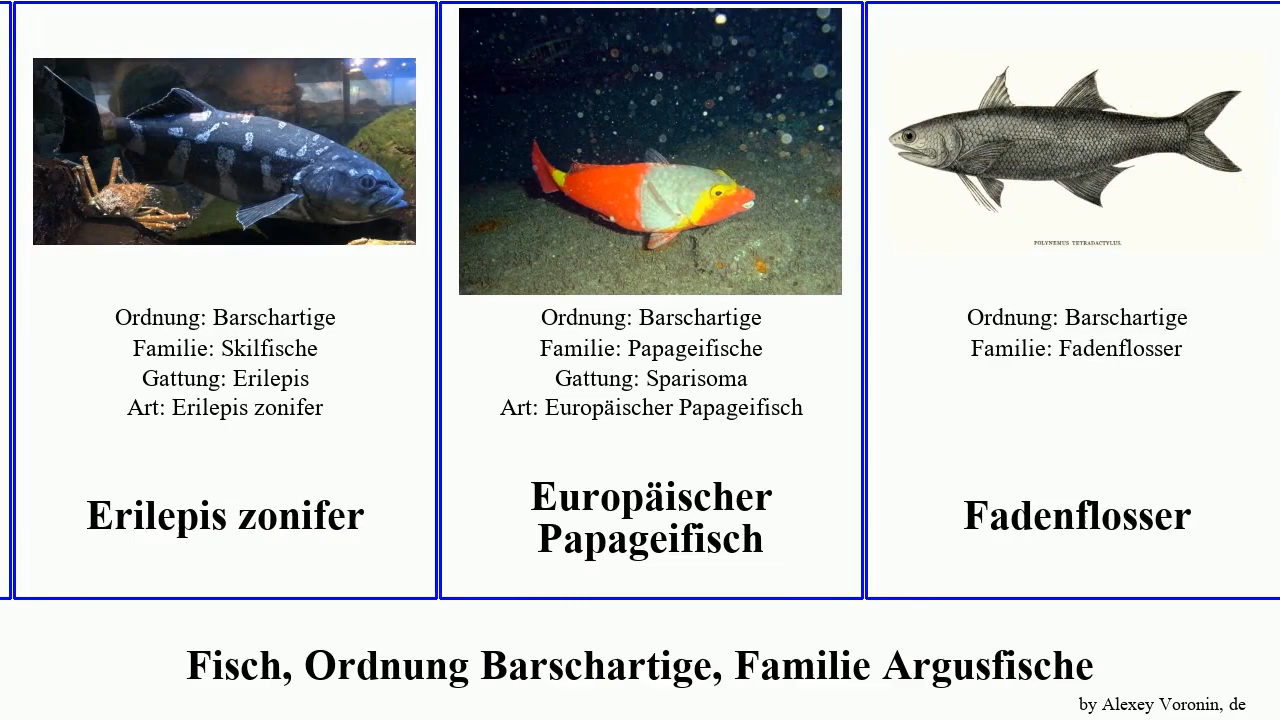 Ordnung: Barschartige
Familie: Skilfische
Gattung: Erilepis
Art: Erilepis zonifer
Erilepis zonifer
Ordnung: Barschartige
Familie: Papageifische
Gattung: Sparisoma
Art: Europäischer Papageifisch
Europäischer
Papageifisch
POLYNEMUS TETRADACTYLUS.
Ordnung: Barschartige
Familie: Fadenflosser
Fadenflosser
Fisch, Ordnung Barschartige, Familie Argusfische
by Alexey Voronin, de